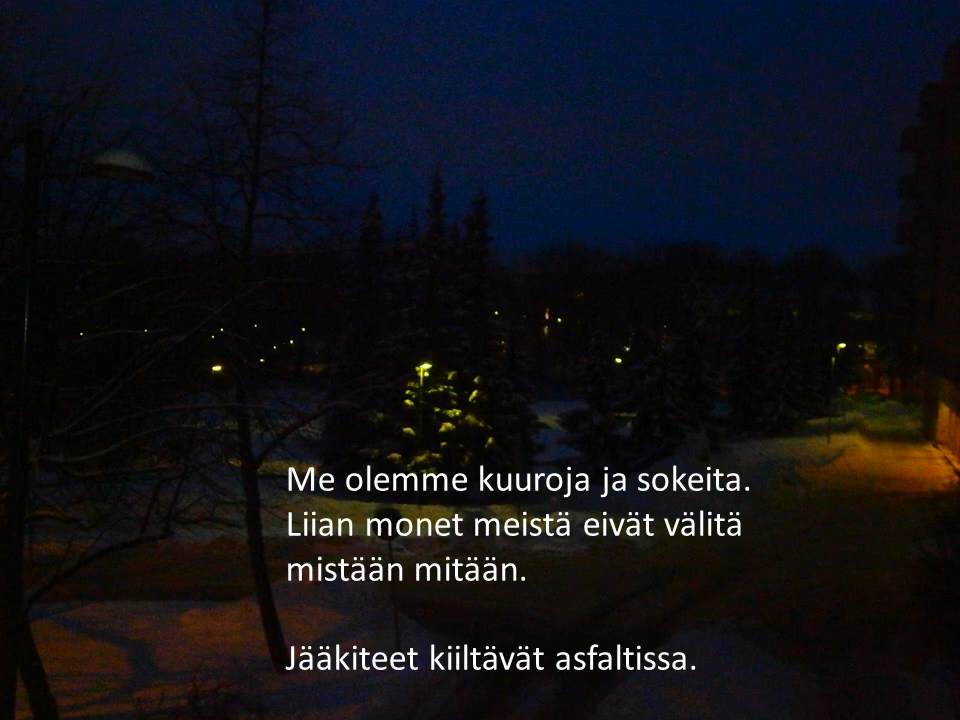 Me olemme kuuroja ja sokeita.
Liian monet meistä eivät välitä
mistään mitään.
Jääkiteet kiiltävät asfaltissa.